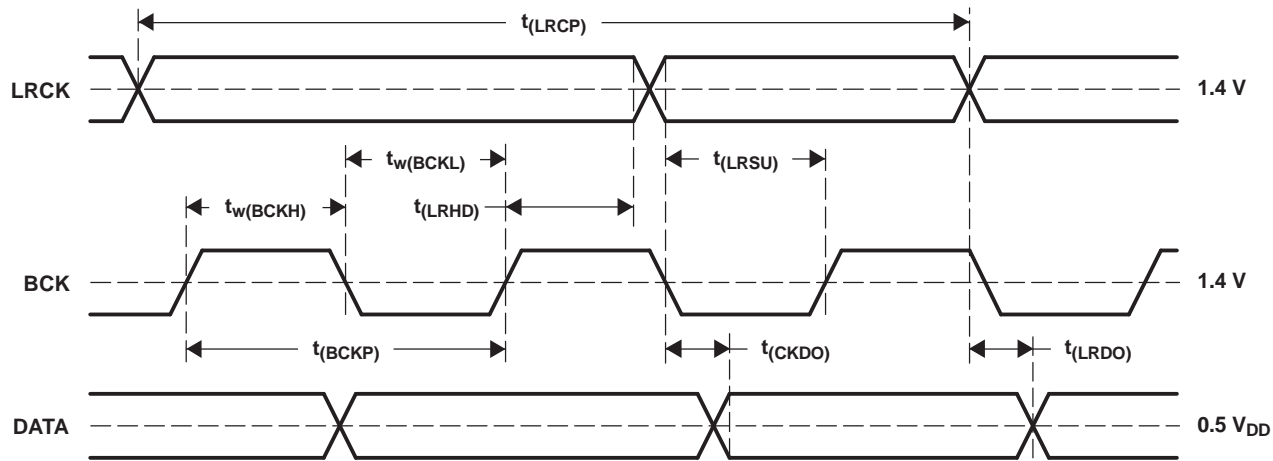 t(LRCP)
LRCK
1.4 V
tw(BCKL)
t(LRSU)
tw(BCKH)
t(LRHD)
BCK
1.4 V
t(BCKP)
t(CKDO)
t(LRDO)
DATA
0.5 VDD